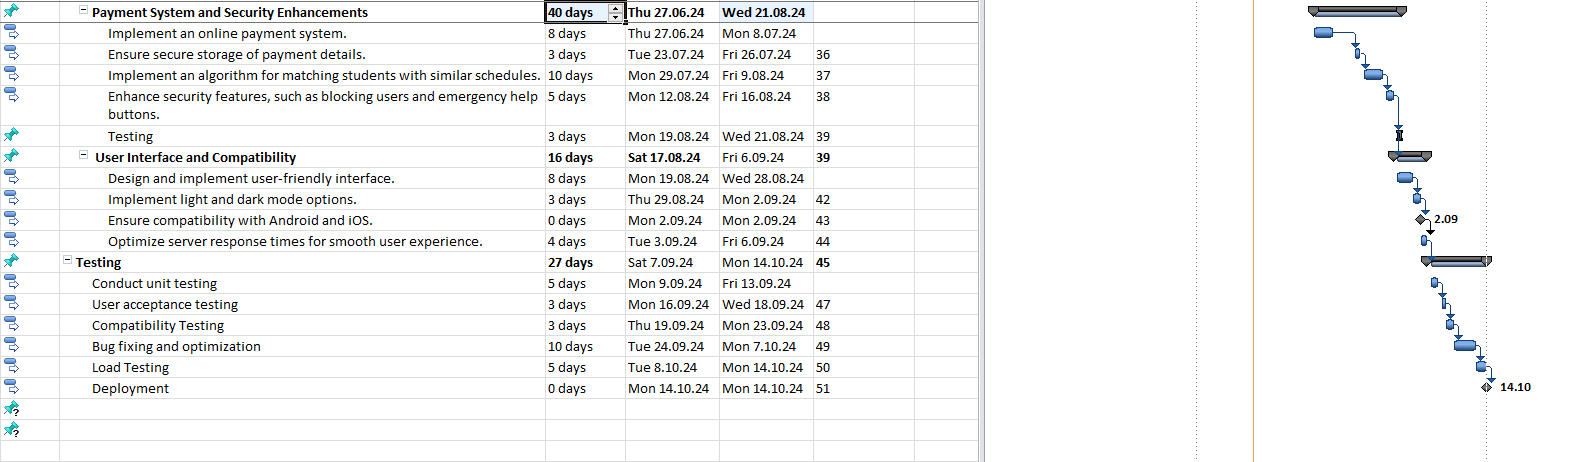 Payment System and Security Enhancements 40 days Thu 27.06.24 Wed 21.08.24
Implement an online payment system. 8 days Thu 27.06.24 Mon 8.07.24
Ensure secure storage of payment details. 3 days Tue 23.07.24 Fri 26.07.24 36
Implement an algorithm for matching students with similar schedules. 10 days Mon 29.07.24 Fri 9.08.24 37
Enhance security features, such as blocking users and emergency help 5 days Mon 12.08.24 Fri 16.08.24 38
buttons.
Testing 3 days Mon 19.08.24 Wed 21.08.24 39
User Interface and Compatibility 16 days Sat 17.08.24 Fri 6.09.24 39
Design and implement user-friendly interface. 8 days Mon 19.08.24 Wed 28.08.24
Implement light and dark mode options. 3 days Thu 29.08.24 Mon 2.09.24 42
Ensure compatibility with Android and iOS. 0 days Mon 2.09.24 Mon 2.09.24 43 2.09
Optimize server response times for smooth user experience. 4 days Tue 3.09.24 Fri 6.09.24 44
Testing 27 days Sat 7.09.24 Mon 14.10.24 45
Conduct unit testing 5 days Mon 9.09.24 Fri 13.09.24
User acceptance testing 3 days Mon 16.09.24 Wed 18.09.24 47
Compatibility Testing 3 days Thu 19.09.24 Mon 23.09.24 48
Bug fixing and optimization 10 days Tue 24.09.24 Mon 7.10.24 49
Load Testing 5 days Tue 8.10.24 Mon 14.10.24 50
Deployment 0 days Mon 14.10.24 Mon 14.10.24 51 14.10
?
?